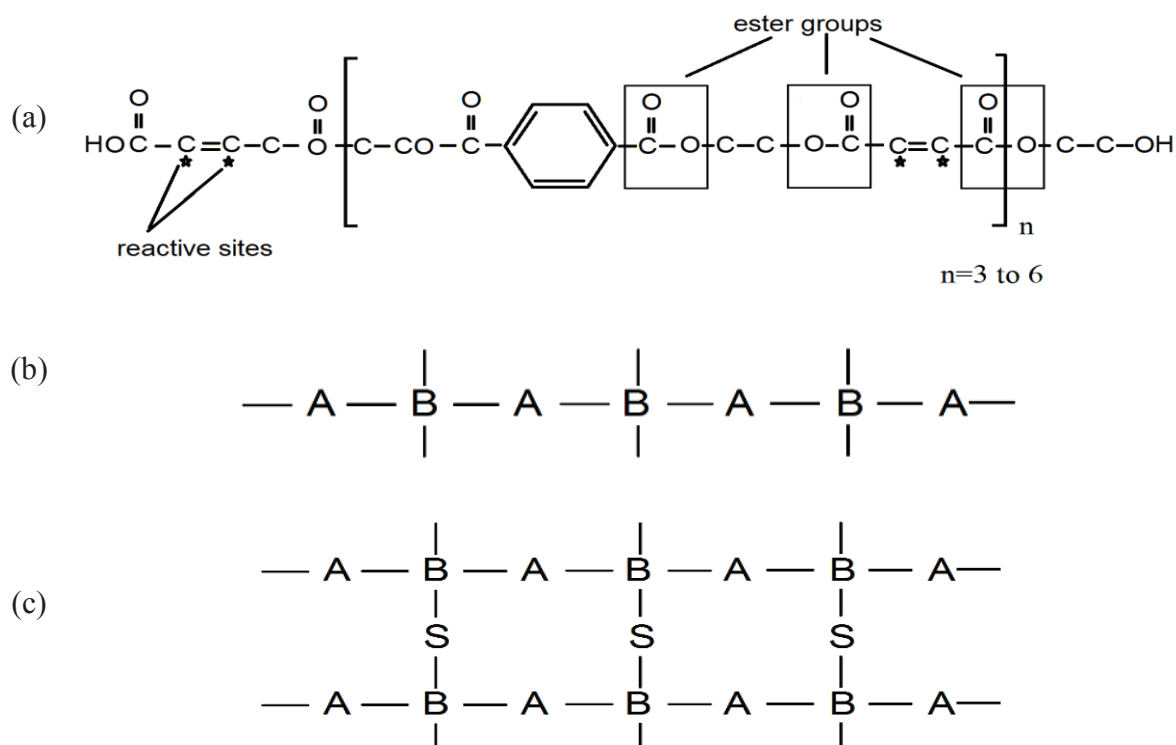 ester groups
(a)
O O O O O O
HOC-C=C-C-O-C-CO-C C-O-C-C-O-C-C=C-C-O-C-C-OH
* * * *
reactive sites
n
n=3 to 6
(b)
— A — B — A — B — A — B — A —
(c)
— A — B — A — B — A — B — A —
S S S
— A — B — A — B — A — B — A —